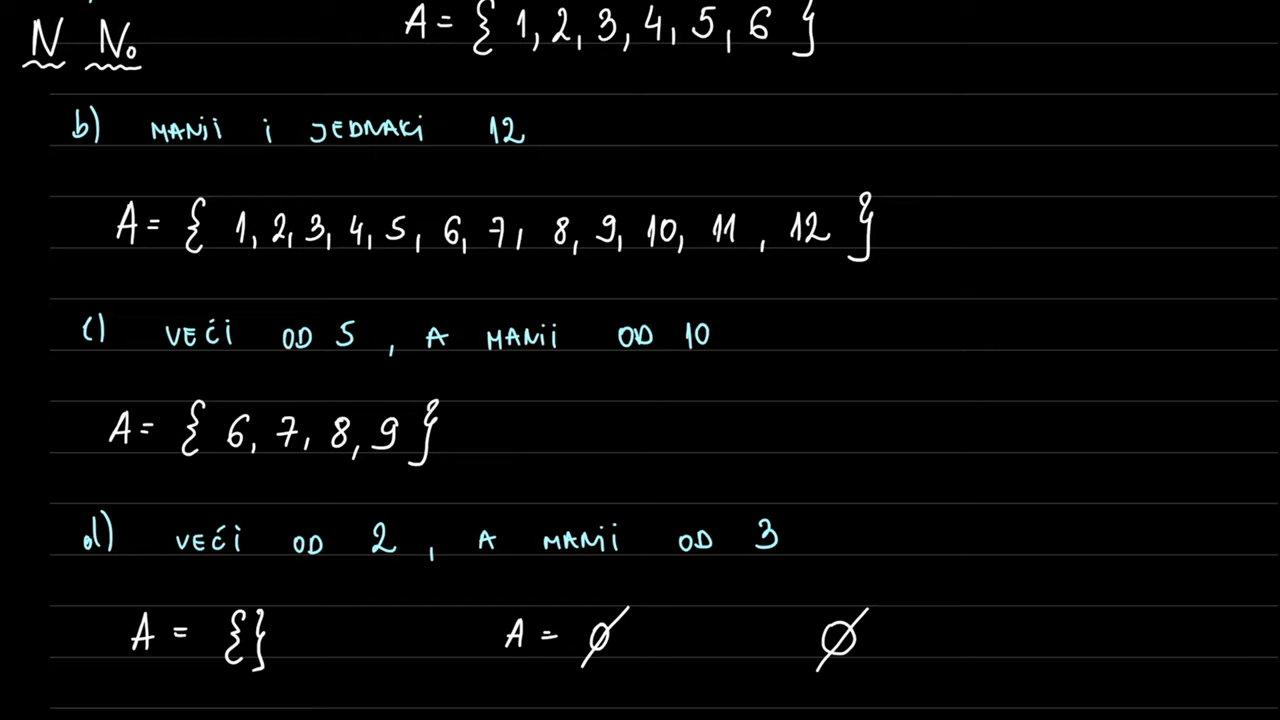 N N₀ A = { 1, 2, 3, 4, 5, 6 }
b) MANJI I JEDNAKI 12
A = { 1, 2, 3, 4, 5, 6, 7, 8, 9, 10, 11, 12 }
c) VEĆI OD 5, A MANJI OD 10
A = { 6, 7, 8, 9 }
d) VEĆI OD 2, A MANJI OD 3
A = {} A = ∅ ∅